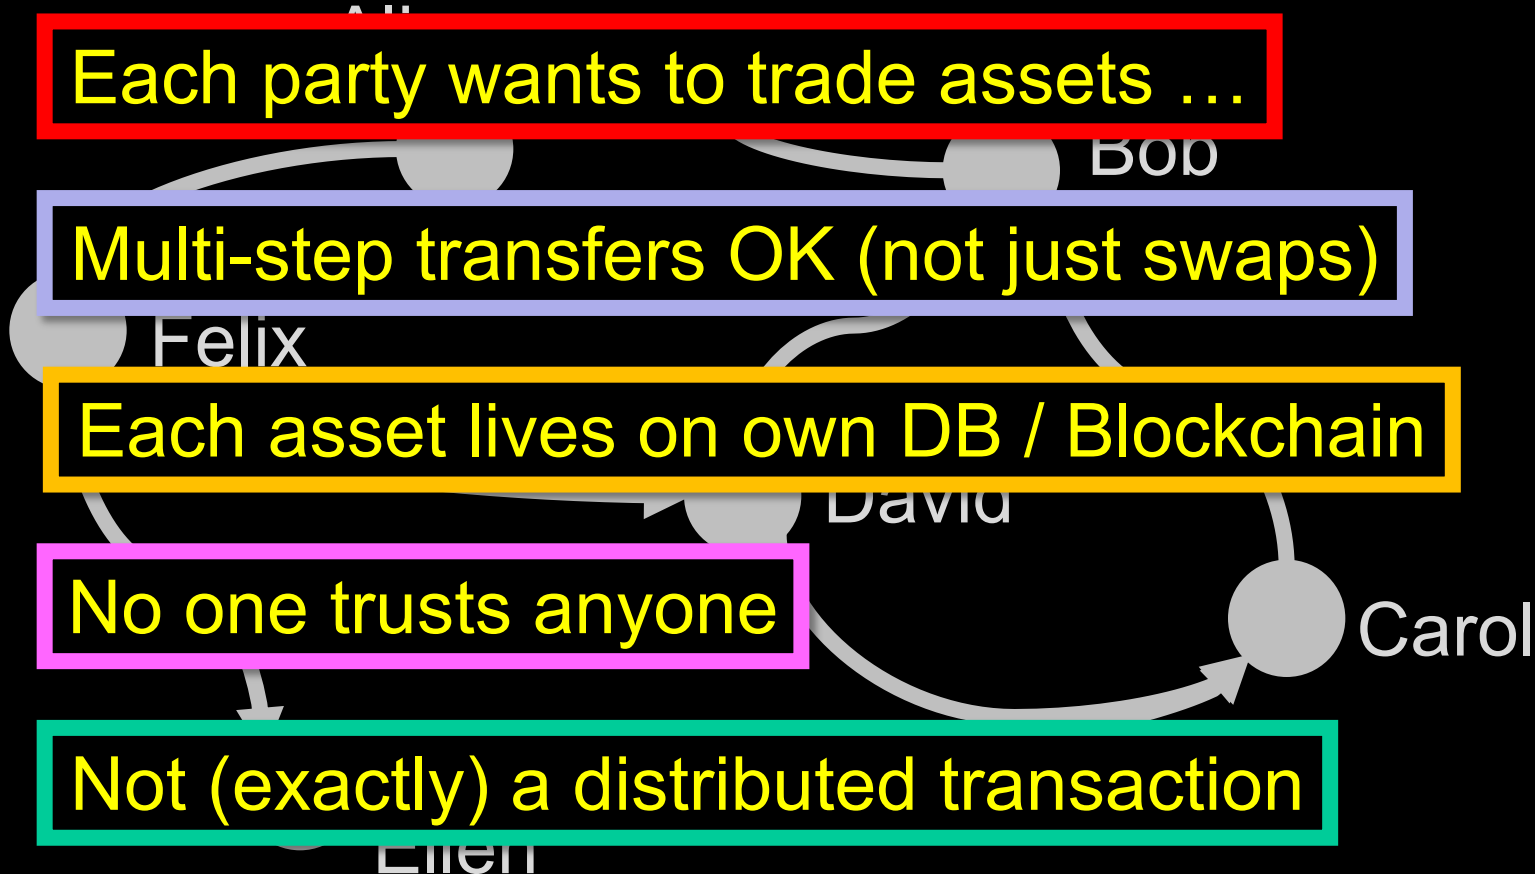 Each party wants to trade assets …
Bob
Multi-step transfers OK (not just swaps)
Felix
Each asset lives on own DB / Blockchain
David
No one trusts anyone
Carol
Not (exactly) a distributed transaction
Ellen